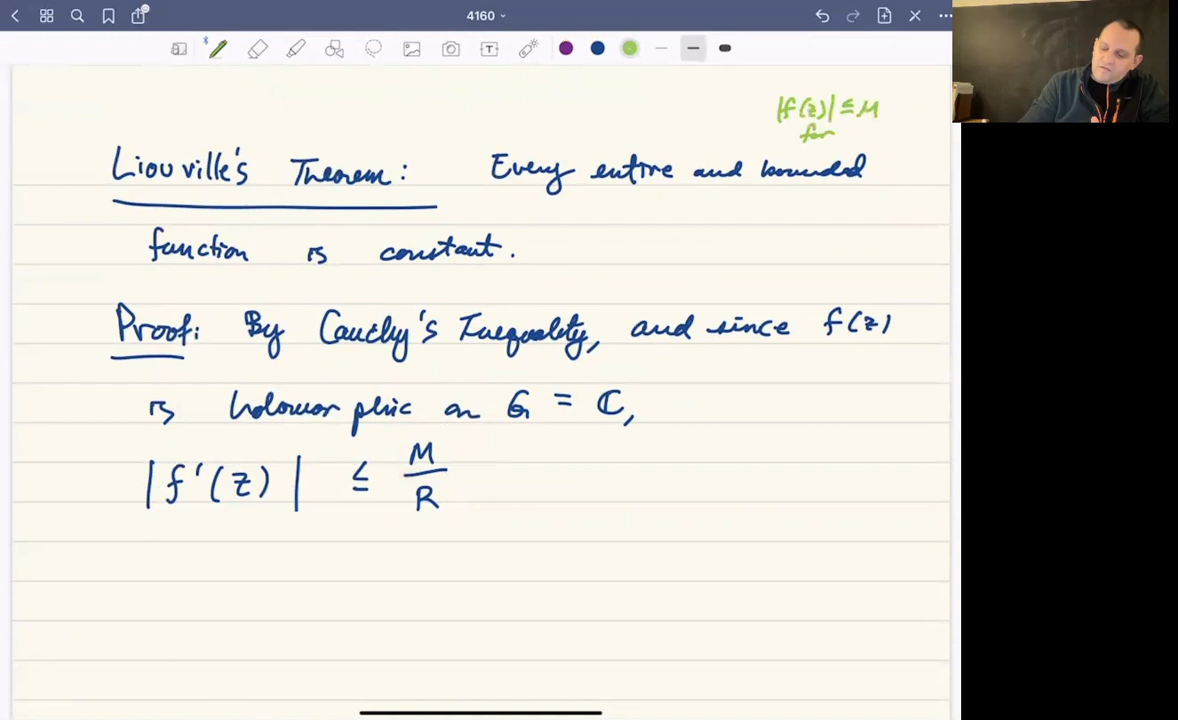 4160
|f(z)| ≤ M
for
Liouville's Theorem: Every entire and bounded
function is constant.
Proof: By Cauchy's Inequality, and since f(z)
is holomorphic on G = ℂ,
|f'(z)| ≤ M/R